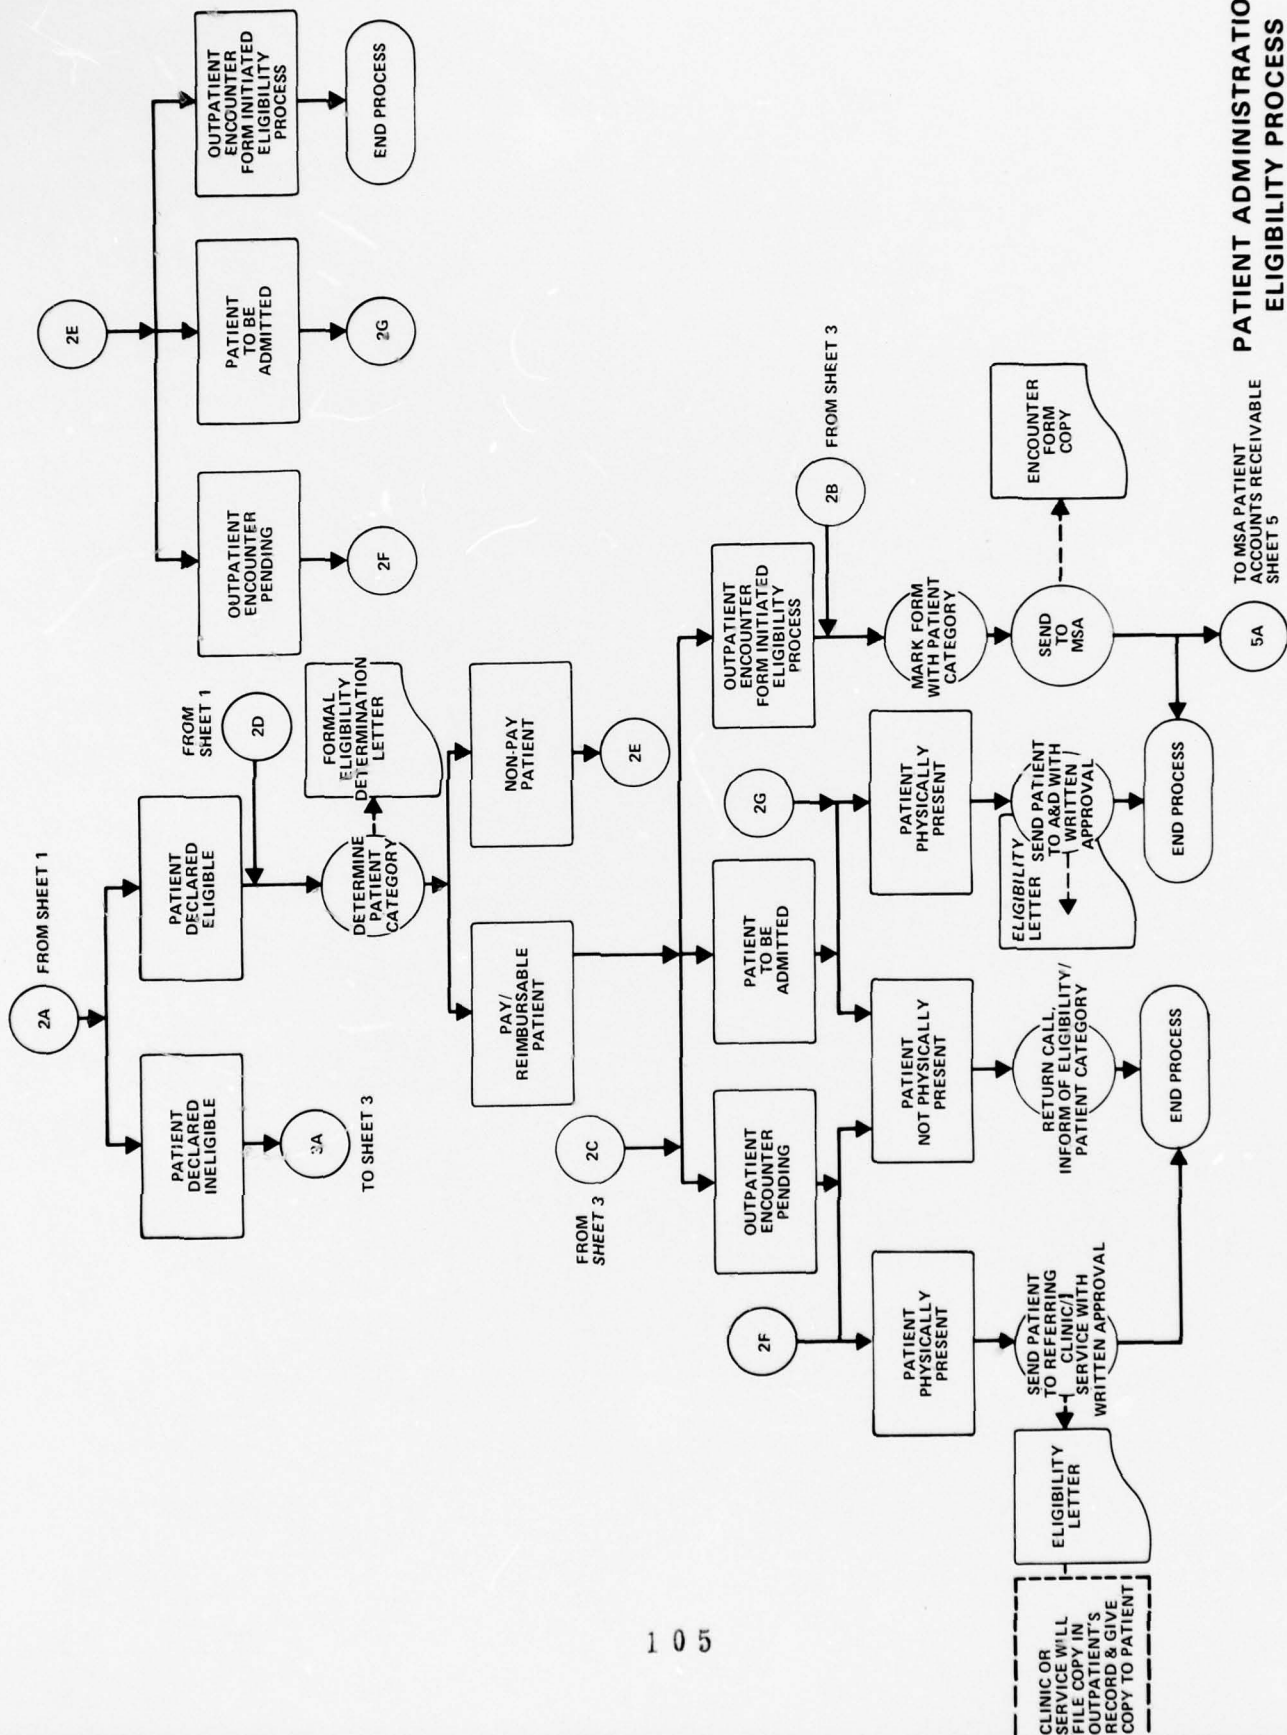 2A
FROM SHEET 1
PATIENT
DECLARED
INELIGIBLE
3A
TO SHEET 3
PATIENT
DECLARED
ELIGIBLE
FROM
SHEET 1
2D
DETERMINE
PATIENT
CATEGORY
FORMAL
ELIGIBILITY
DETERMINATION
LETTER
PAY/
REIMBURSABLE
PATIENT
NON-PAY
PATIENT
2E
2E
OUTPATIENT
ENCOUNTER
PENDING
2F
PATIENT
TO BE
ADMITTED
2G
OUTPATIENT
ENCOUNTER
FORM INITIATED
ELIGIBILITY
PROCESS
END PROCESS
FROM
SHEET 3
2C
OUTPATIENT
ENCOUNTER
PENDING
PATIENT
TO BE
ADMITTED
OUTPATIENT
ENCOUNTER
FORM INITIATED
ELIGIBILITY
PROCESS
2B
FROM SHEET 3
2F
2G
PATIENT
PHYSICALLY
PRESENT
PATIENT
NOT PHYSICALLY
PRESENT
PATIENT
PHYSICALLY
PRESENT
MARK FORM
WITH PATIENT
CATEGORY
SEND PATIENT
TO REFERRING
CLINIC/
SERVICE WITH
WRITTEN APPROVAL
RETURN CALL,
INFORM OF ELIGIBILITY/
PATIENT CATEGORY
ELIGIBILITY
LETTER
SEND PATIENT
TO A&D WITH
WRITTEN
APPROVAL
SEND
TO
MSA
ENCOUNTER
FORM
COPY
CLINIC OR
SERVICE WILL
FILE COPY IN
OUTPATIENT'S
RECORD & GIVE
COPY TO PATIENT
ELIGIBILITY
LETTER
END PROCESS
END PROCESS
5A
TO MSA PATIENT
ACCOUNTS RECEIVABLE
SHEET 5
PATIENT ADMINISTRATIO
ELIGIBILITY PROCESS
105